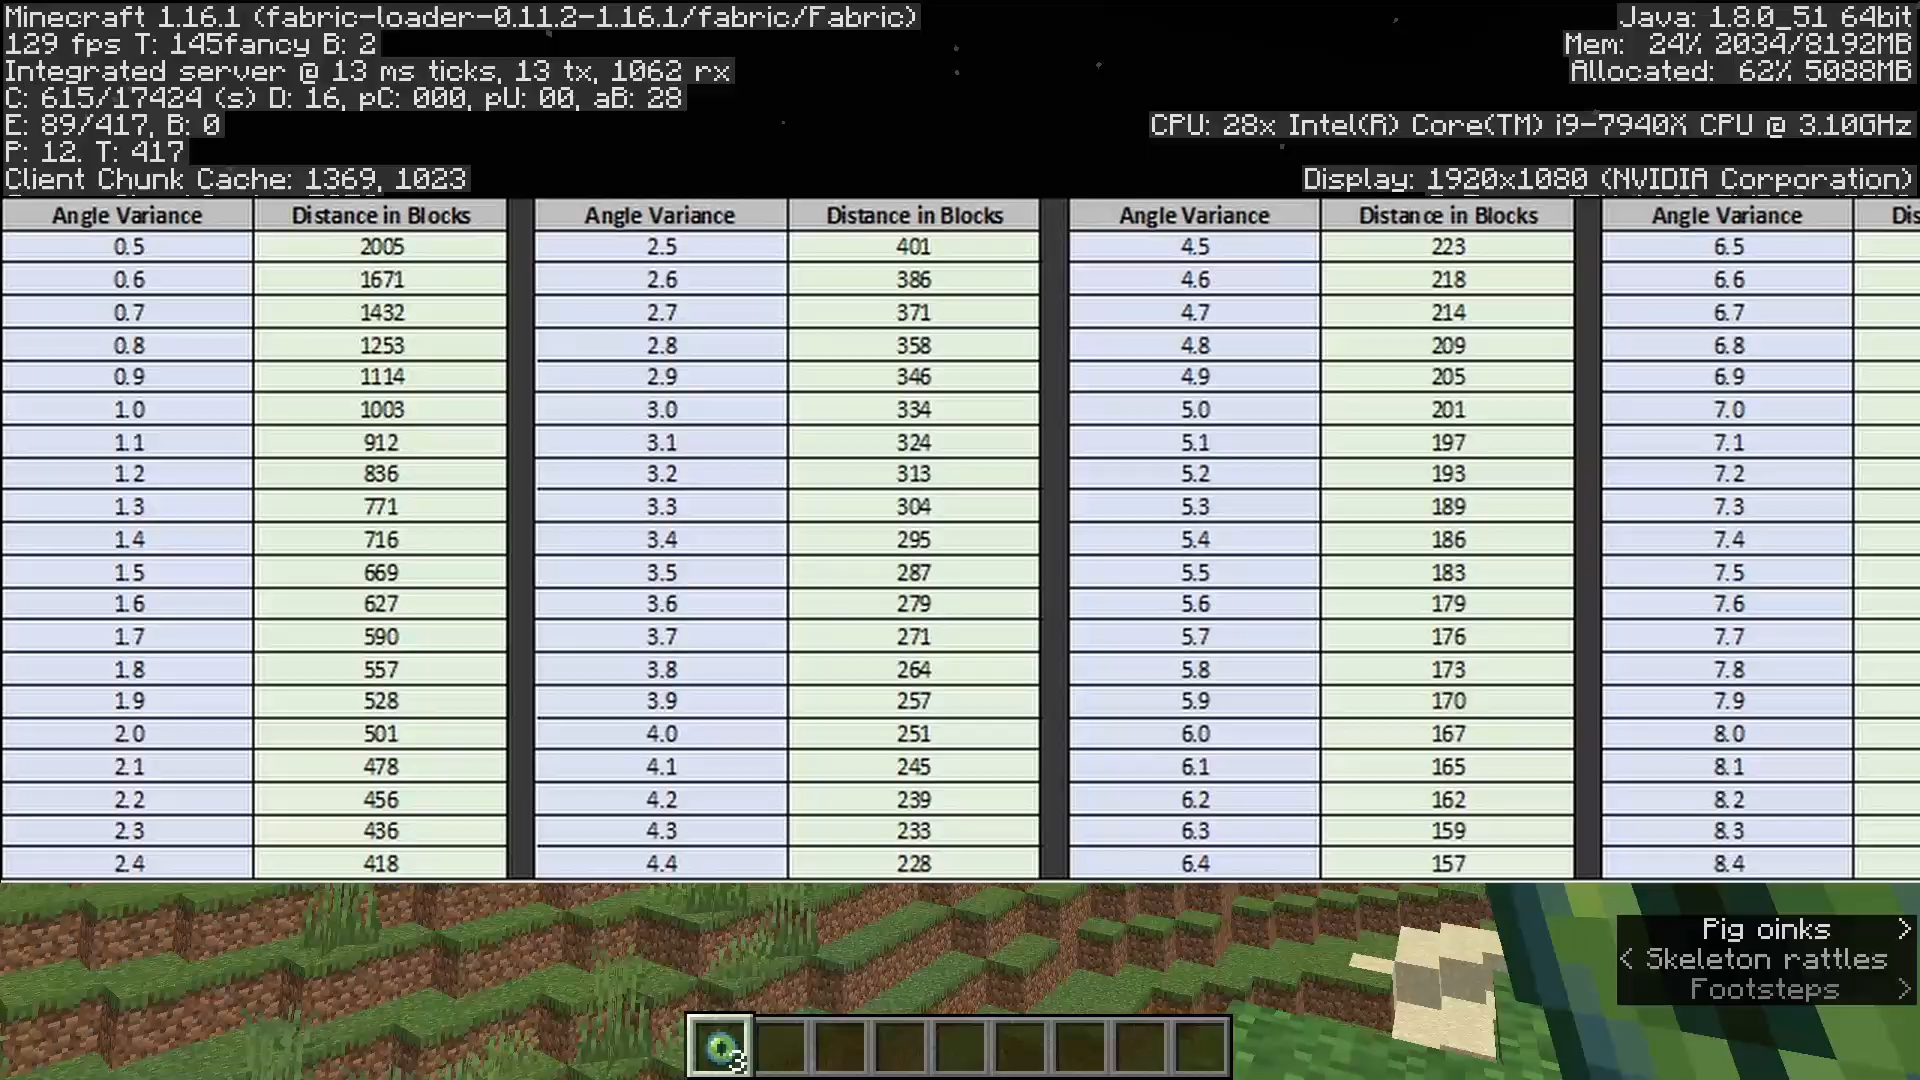 Minecraft 1.16.1 (fabric-loader-0.11.2-1.16.1/fabric/Fabric)
129 fps T: 145fancy B: 2
Integrated server @ 13 ms ticks, 13 tx, 1062 rx
C: 615/17424 (s) D: 16, pC: 000, pU: 00, aB: 28
E: 89/417, B: 0
P: 12. T: 417
Client Chunk Cache: 1369, 1023
Java: 1.8.0_51 64bit
Mem: 24% 2034/8192MB
Allocated: 62% 5088MB
CPU: 28x Intel(R) Core(TM) i9-7940X CPU @ 3.10GHz
Display: 1920x1080 (NVIDIA Corporation)
Angle Variance Distance in Blocks Angle Variance Distance in Blocks Angle Variance Distance in Blocks Angle Variance Dis
0.5 2005 2.5 401 4.5 223 6.5
0.6 1671 2.6 386 4.6 218 6.6
0.7 1432 2.7 371 4.7 214 6.7
0.8 1253 2.8 358 4.8 209 6.8
0.9 1114 2.9 346 4.9 205 6.9
1.0 1003 3.0 334 5.0 201 7.0
1.1 912 3.1 324 5.1 197 7.1
1.2 836 3.2 313 5.2 193 7.2
1.3 771 3.3 304 5.3 189 7.3
1.4 716 3.4 295 5.4 186 7.4
1.5 669 3.5 287 5.5 183 7.5
1.6 627 3.6 279 5.6 179 7.6
1.7 590 3.7 271 5.7 176 7.7
1.8 557 3.8 264 5.8 173 7.8
1.9 528 3.9 257 5.9 170 7.9
2.0 501 4.0 251 6.0 167 8.0
2.1 478 4.1 245 6.1 165 8.1
2.2 456 4.2 239 6.2 162 8.2
2.3 436 4.3 233 6.3 159 8.3
2.4 418 4.4 228 6.4 157 8.4
Pig oinks >
< Skeleton rattles
Footsteps >
3